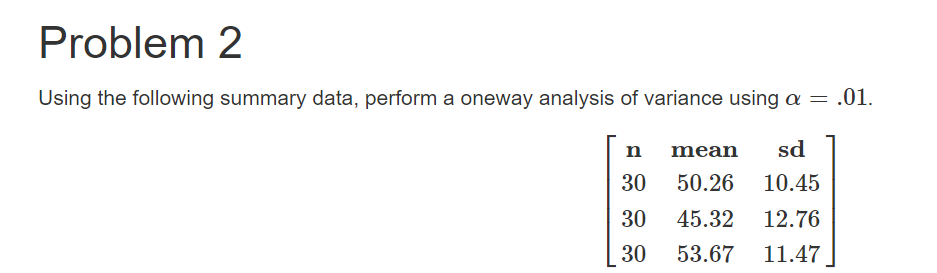 Problem 2
Using the following summary data, perform a oneway analysis of variance using α = .01.
n mean sd
30 50.26 10.45
30 45.32 12.76
30 53.67 11.47